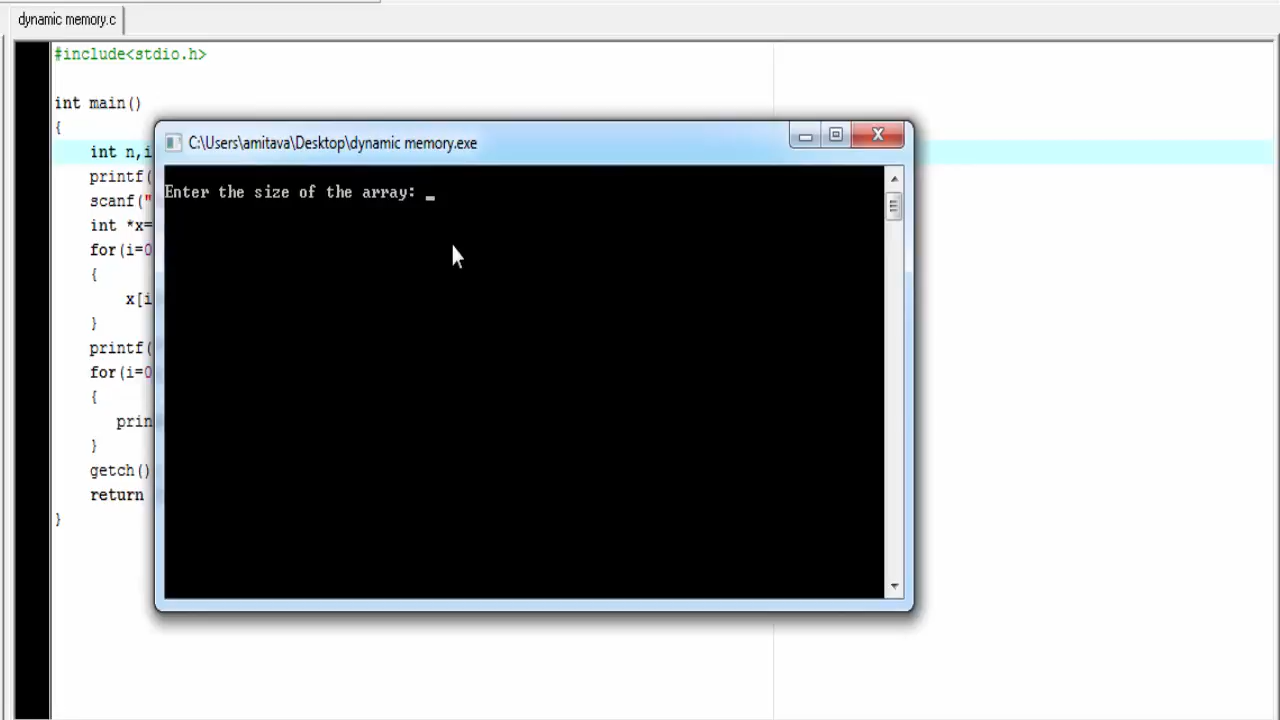 dynamic memory.c
#include<stdio.h>
int main()
{
int n,i
printf(
scanf("
int *x=
for(i=0
{
x[i
}
printf(
for(i=0
{
prin
}
getch()
return
}
C:\Users\amitava\Desktop\dynamic memory.exe
Enter the size of the array: _